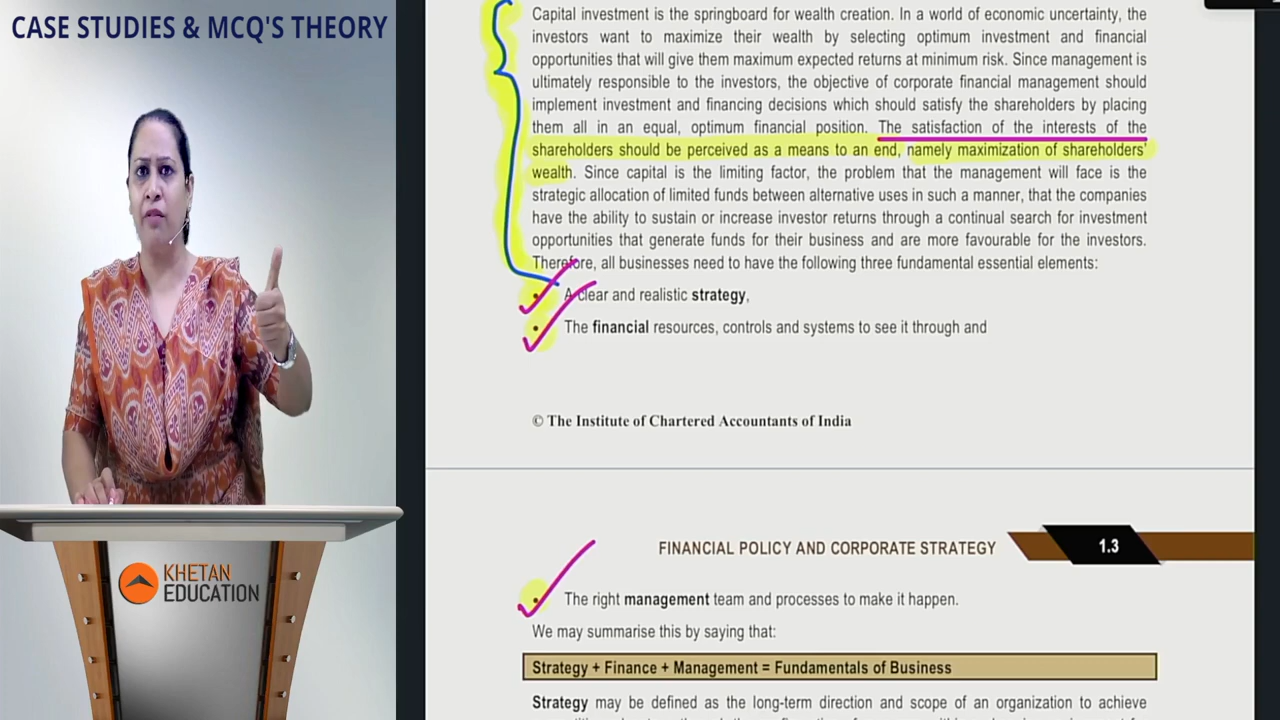 CASE STUDIES & MCQ'S THEORY
Capital investment is the springboard for wealth creation. In a world of economic uncertainty, the
investors want to maximize their wealth by selecting optimum investment and financial
opportunities that will give them maximum expected returns at minimum risk. Since management is
ultimately responsible to the investors, the objective of corporate financial management should
implement investment and financing decisions which should satisfy the shareholders by placing
them all in an equal, optimum financial position. The satisfaction of the interests of the
shareholders should be perceived as a means to an end, namely maximization of shareholders'
wealth. Since capital is the limiting factor, the problem that the management will face is the
strategic allocation of limited funds between alternative uses in such a manner, that the companies
have the ability to sustain or increase investor returns through a continual search for investment
opportunities that generate funds for their business and are more favourable for the investors.
Therefore, all businesses need to have the following three fundamental essential elements:
• A clear and realistic strategy,
• The financial resources, controls and systems to see it through and
© The Institute of Chartered Accountants of India
FINANCIAL POLICY AND CORPORATE STRATEGY 1.3
• The right management team and processes to make it happen.
We may summarise this by saying that:
Strategy + Finance + Management = Fundamentals of Business
Strategy may be defined as the long-term direction and scope of an organization to achieve
KHETAN
EDUCATION